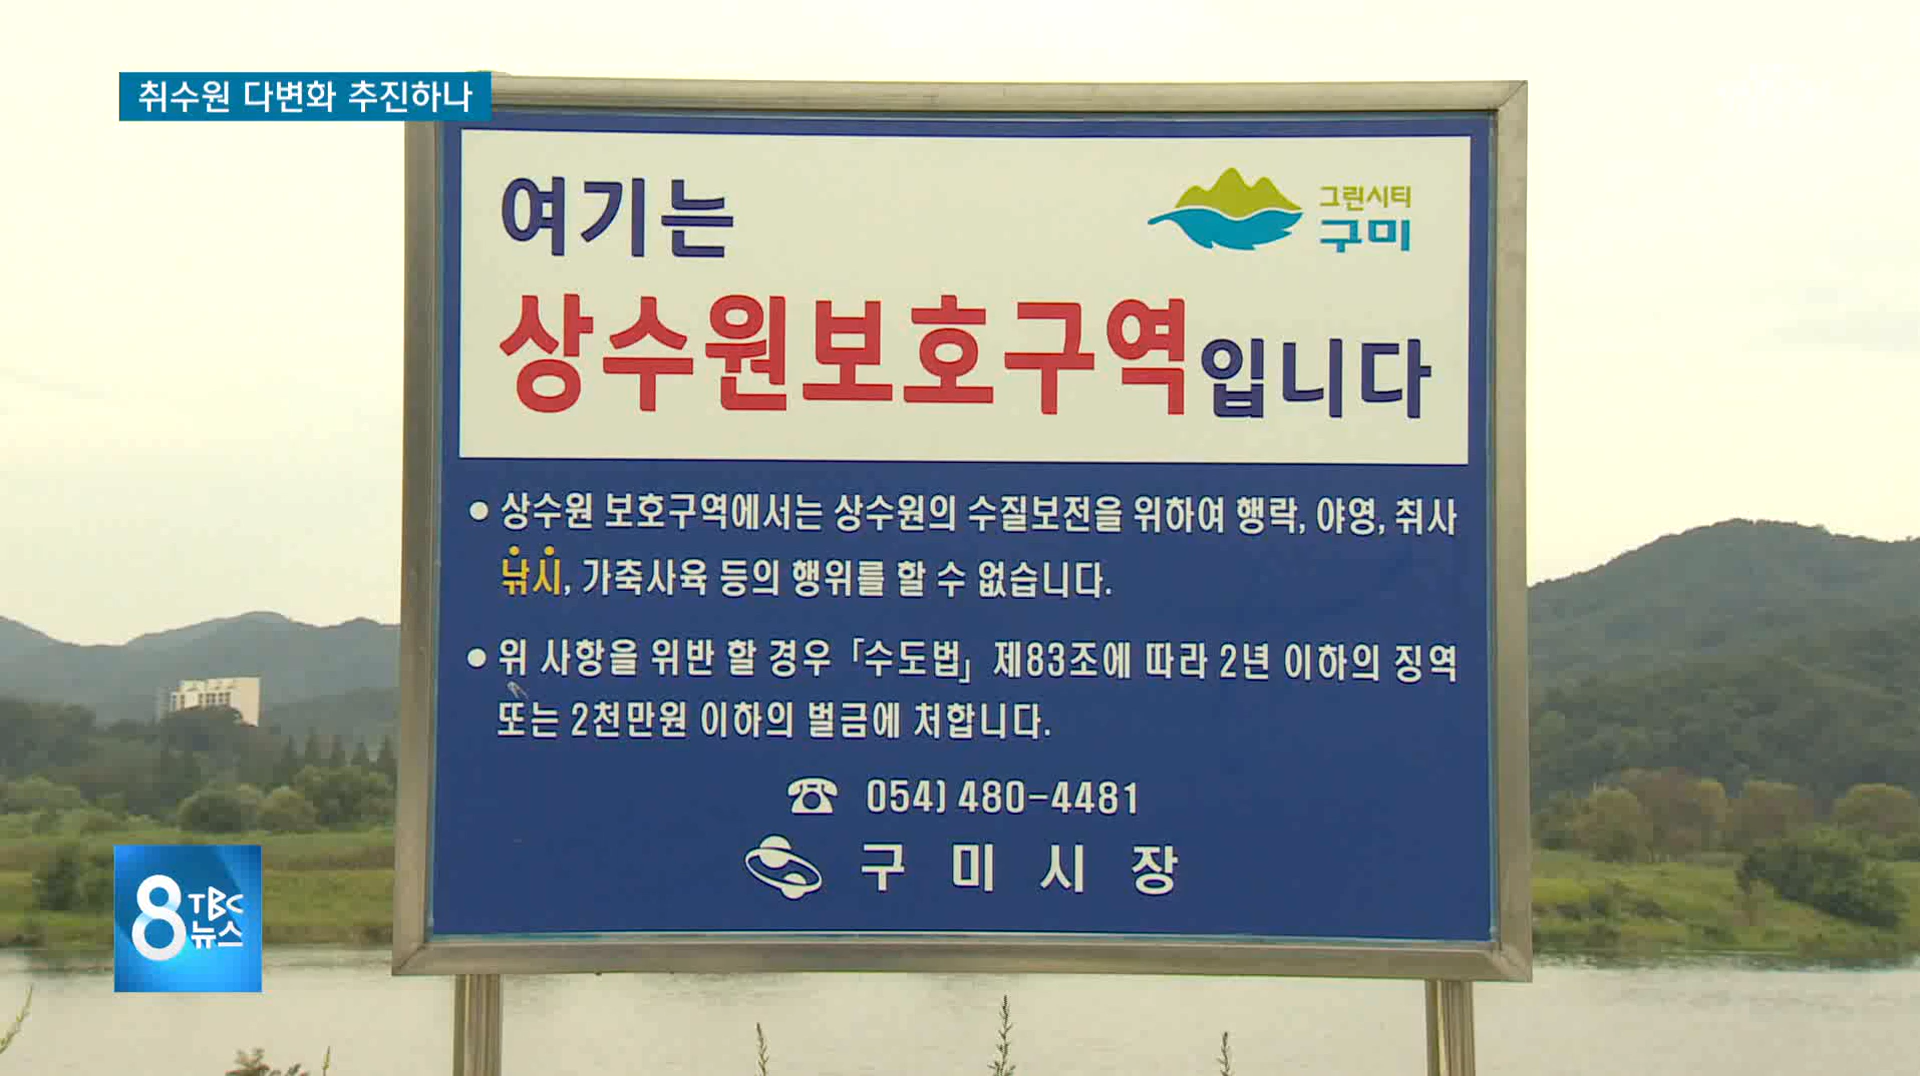 취수원 다변화 추진하나
여기는
그린시티
구미
상수원보호구역입니다
• 상수원 보호구역에서는 상수원의 수질보전을 위하여 행락, 야영, 취사
낚시, 가축사육 등의 행위를 할 수 없습니다.
• 위 사항을 위반 할 경우 「수도법」 제83조에 따라 2년 이하의 징역
또는 2천만원 이하의 벌금에 처합니다.
☎ 054) 480-4481
구 미 시 장
8 TBC
뉴스